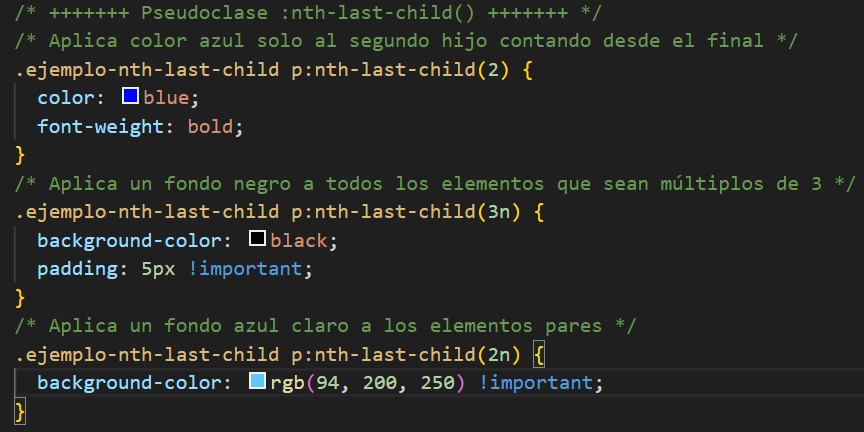 /* +++++++ Pseudoclase :nth-last-child() +++++++ */
/* Aplica color azul solo al segundo hijo contando desde el final */
.ejemplo-nth-last-child p:nth-last-child(2) {
  color: blue;
  font-weight: bold;
}
/* Aplica un fondo negro a todos los elementos que sean múltiplos de 3 */
.ejemplo-nth-last-child p:nth-last-child(3n) {
  background-color: black;
  padding: 5px !important;
}
/* Aplica un fondo azul claro a los elementos pares */
.ejemplo-nth-last-child p:nth-last-child(2n) {
  background-color: rgb(94, 200, 250) !important;
}